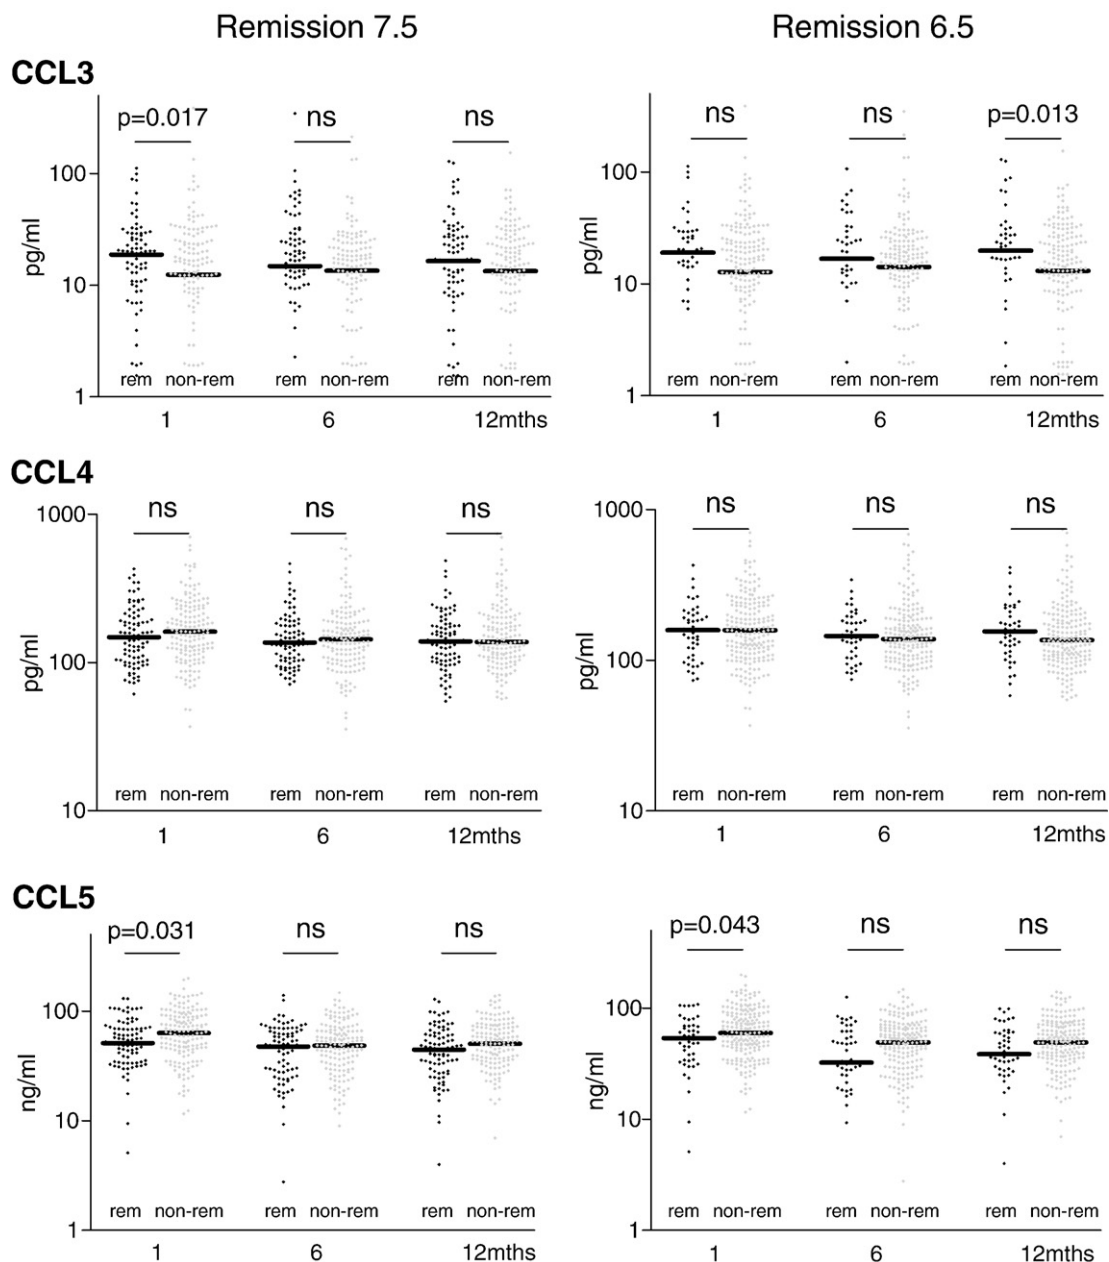 Remission 7.5 Remission 6.5
CCL3
p=0.017 ns ns ns ns p=0.013
100 100
pg/ml pg/ml
10 10
rem non-rem rem non-rem rem non-rem rem non-rem rem non-rem rem non-rem
1 1
1 6 12mths 1 6 12mths
CCL4
ns ns ns ns ns ns
1000 1000
pg/ml pg/ml
100 100
rem non-rem rem non-rem rem non-rem rem non-rem rem non-rem rem non-rem
10 10
1 6 12mths 1 6 12mths
CCL5
p=0.031 ns ns p=0.043 ns ns
100 100
ng/ml ng/ml
10 10
rem non-rem rem non-rem rem non-rem rem non-rem rem non-rem rem non-rem
1 1
1 6 12mths 1 6 12mths